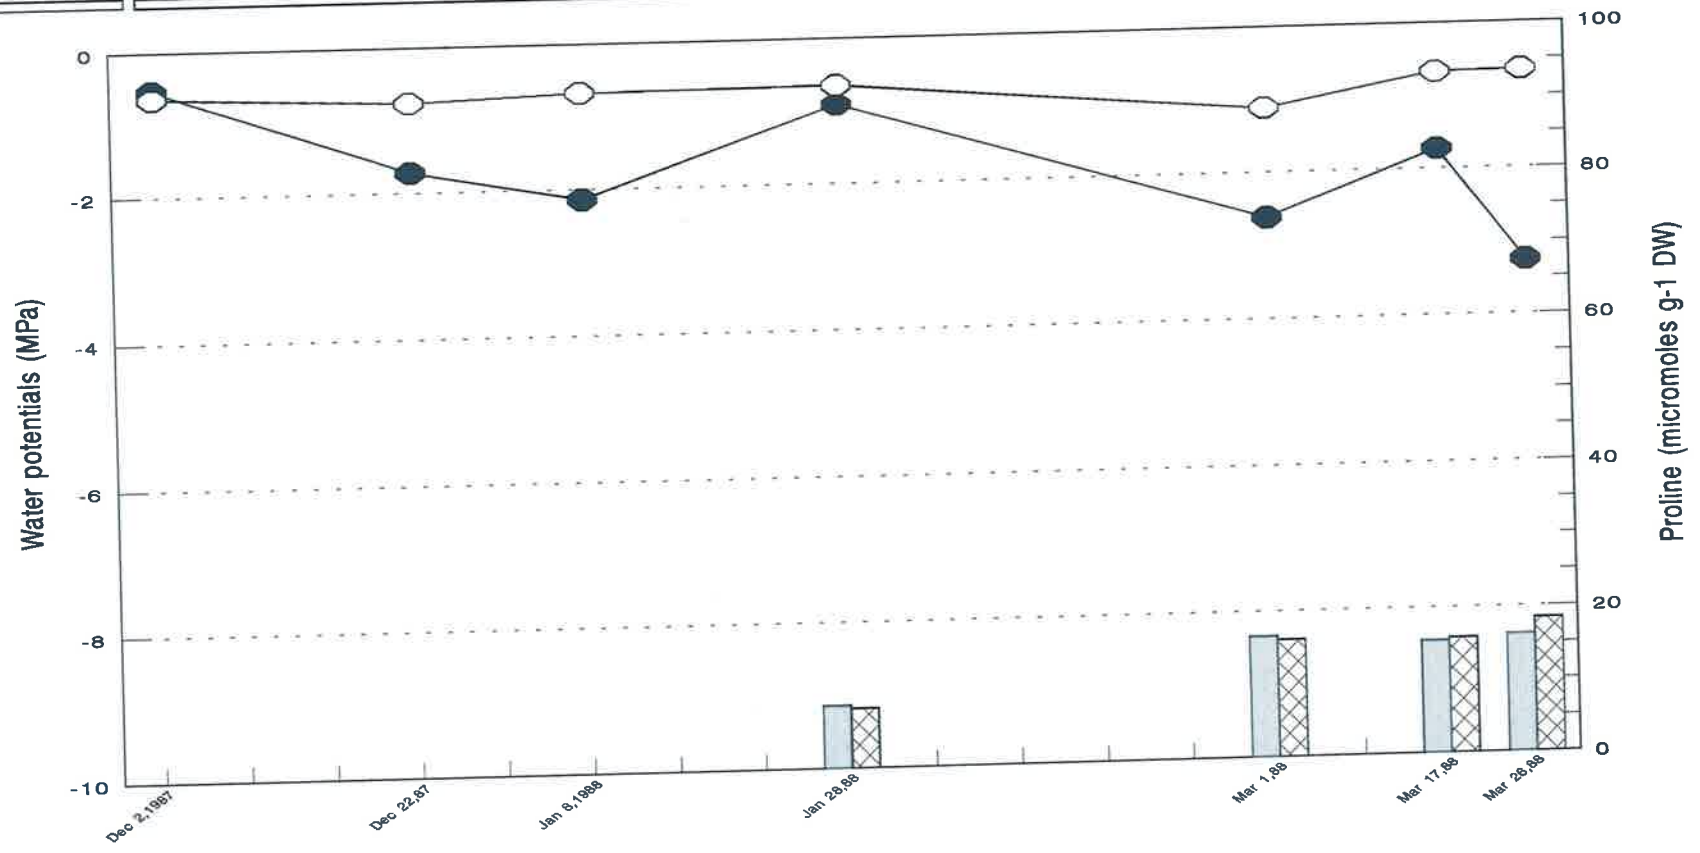 100
0
80
-2
60
-4
40
-6
20
-8
0
-10
Water potentials (MPa)
Proline (micromoles g-1 DW)
Dec 2,1987
Dec 22,87
Jan 8,1988
Jan 28,88
Mar 1,88
Mar 17,88
Mar 28,88